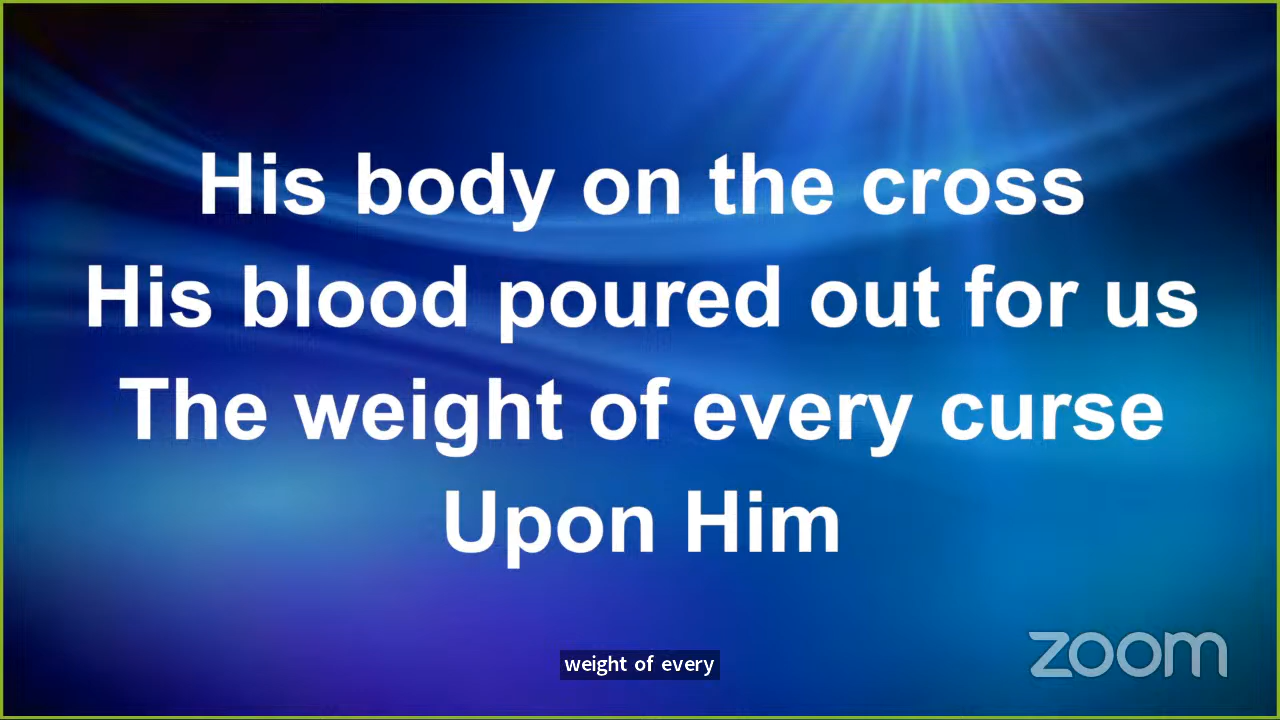 His body on the cross
His blood poured out for us
The weight of every curse
Upon Him
weight of every
zoom